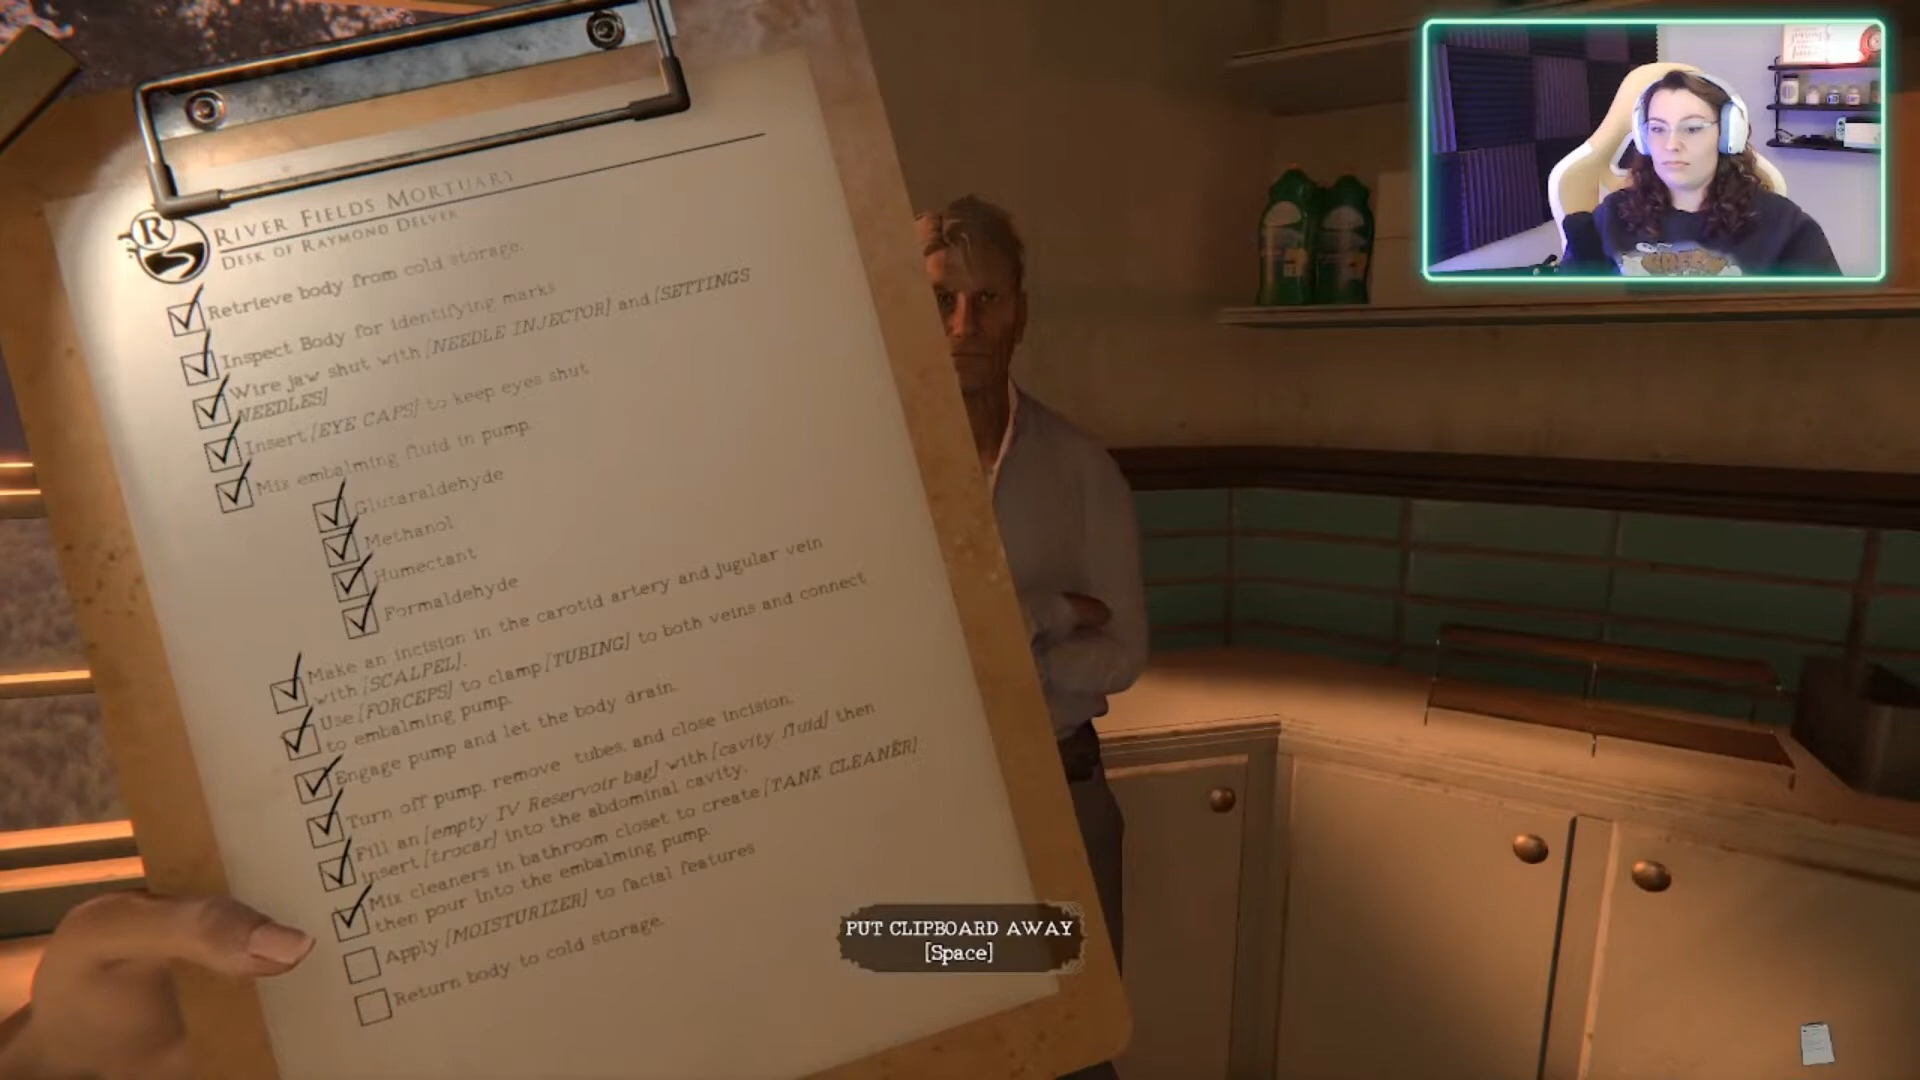 RIVER FIELDS MORTUARY
DESK OF RAYMOND DELVER
Retrieve body from cold storage.
Inspect Body for identifying marks
Wire jaw shut with [NEEDLE INJECTOR] and [SETTINGS
NEEDLES]
Insert [EYE CAPS] to keep eyes shut
Mix embalming fluid in pump.
Glutaraldehyde
Methanol
Humectant
Formaldehyde
Make an incision in the carotid artery and jugular vein
with [SCALPEL].
Use [FORCEPS] to clamp [TUBING] to both veins and connect
to embalming pump.
Engage pump and let the body drain.
Turn off pump, remove tubes, and close incision.
Fill an [empty IV Reservoir bag] with [cavity fluid] then
insert [trocar] into the abdominal cavity.
Mix cleaners in bathroom closet to create [TANK CLEANER]
then pour into the embalming pump.
Apply [MOISTURIZER] to facial features
Return body to cold storage.
PUT CLIPBOARD AWAY
[Space]